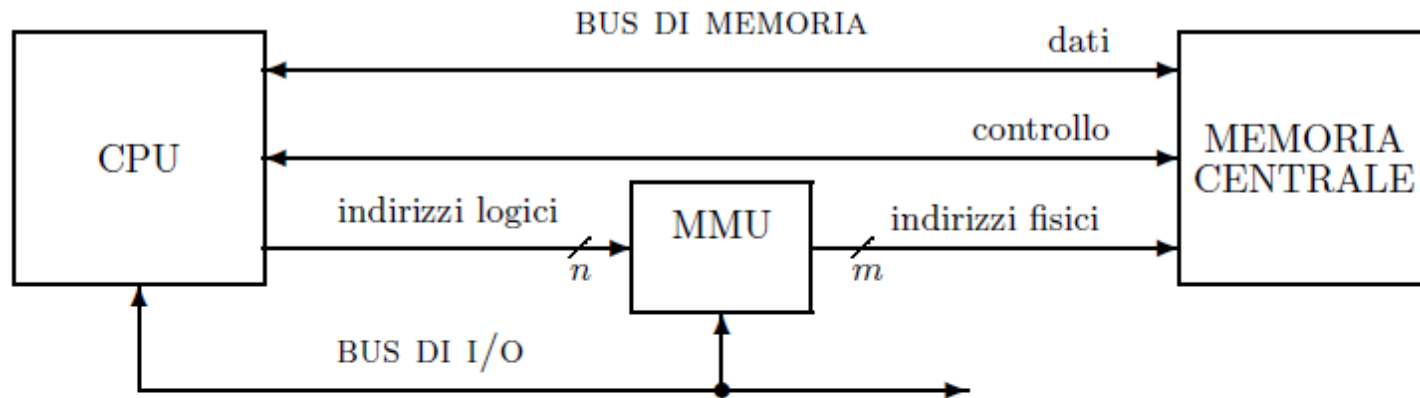 BUS DI MEMORIA
dati
CPU
controllo
MEMORIA
CENTRALE
indirizzi logici
MMU
indirizzi fisici
n
m
BUS DI I/O